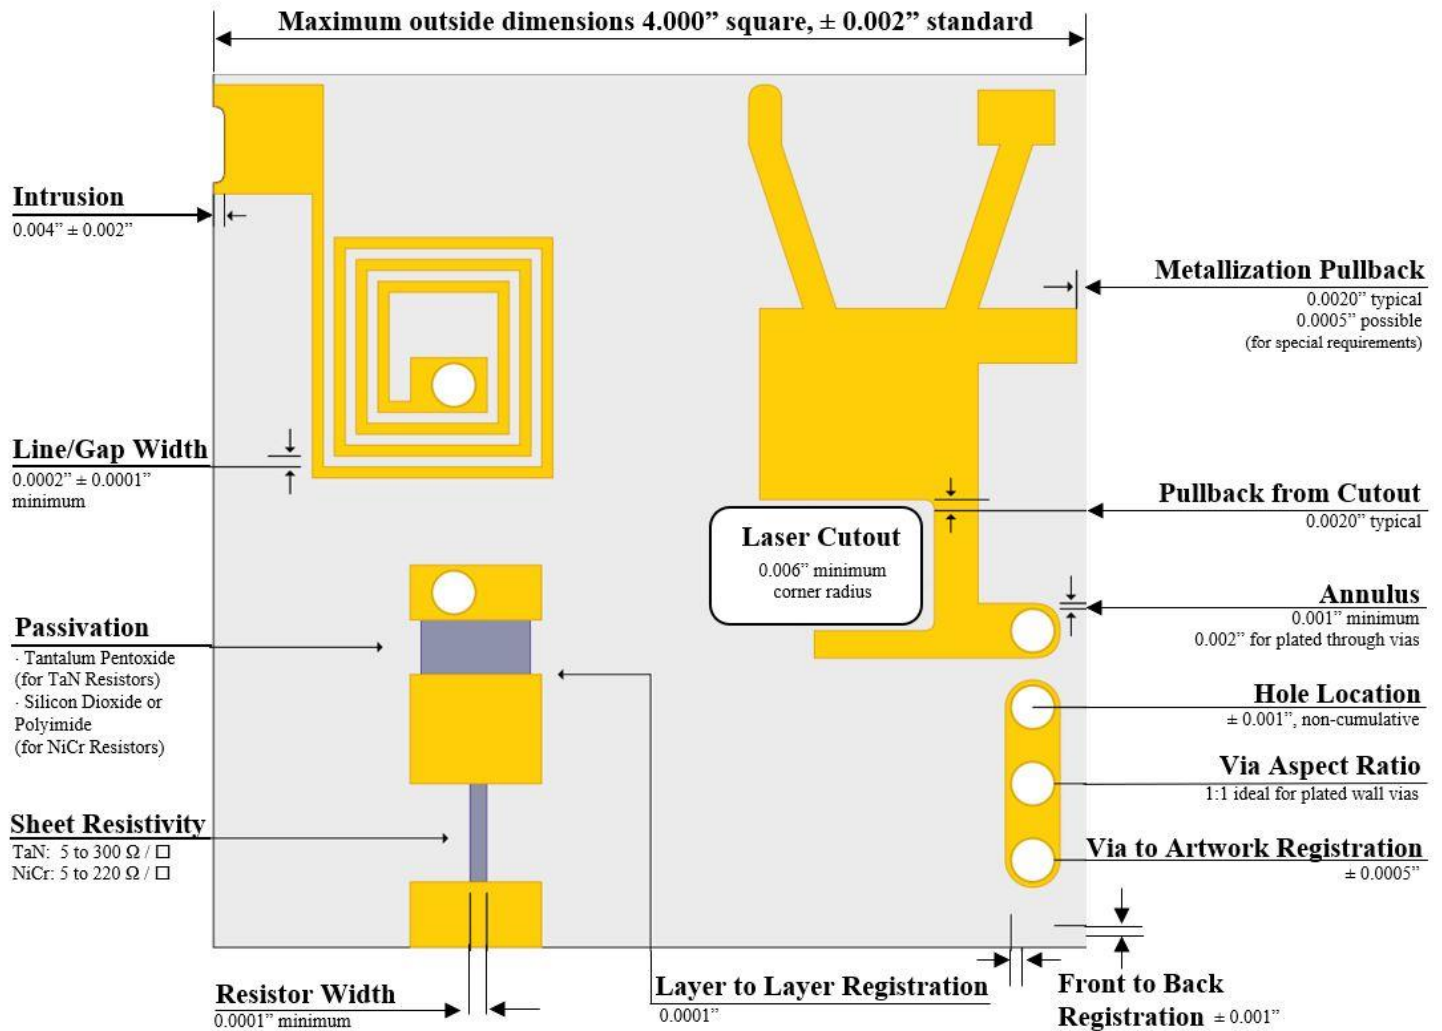 Maximum outside dimensions 4.000” square, ± 0.002” standard
Intrusion
0.004” ± 0.002”
Line/Gap Width
0.0002” ± 0.0001”
minimum
Passivation
· Tantalum Pentoxide
(for TaN Resistors)
· Silicon Dioxide or
Polyimide
(for NiCr Resistors)
Sheet Resistivity
TaN: 5 to 300 Ω / □
NiCr: 5 to 220 Ω / □
Resistor Width
0.0001” minimum
Layer to Layer Registration
0.0001”
Laser Cutout
0.006” minimum
corner radius
Metallization Pullback
0.0020” typical
0.0005” possible
(for special requirements)
Pullback from Cutout
0.0020” typical
Annulus
0.001” minimum
0.002” for plated through vias
Hole Location
± 0.001”, non-cumulative
Via Aspect Ratio
1:1 ideal for plated wall vias
Via to Artwork Registration
± 0.0005”
Front to Back
Registration ± 0.001”